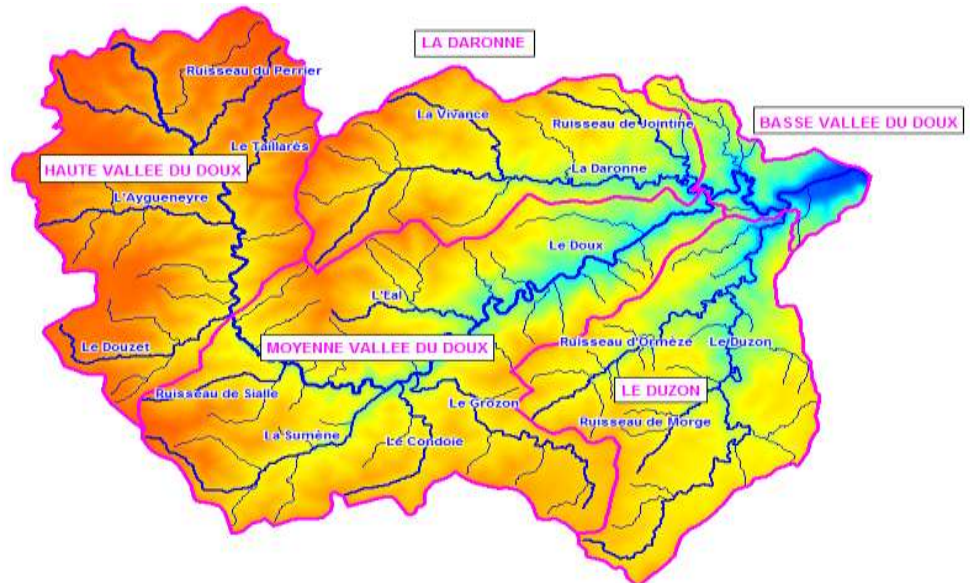 LA DARONNE
Ruisseau du Perrier
La Vivance
Ruisseau de Jointine
BASSE VALLEE DU DOUX
Le Taillarès
HAUTE VALLEE DU DOUX
La Daronne
L'Aygueneyre
Le Doux
L'Eal
Le Douzet
MOYENNE VALLEE DU DOUX
Ruisseau d'Ormèze
Le Duzon
Ruisseau de Sialle
LE DUZON
Le Grozon
Ruisseau de Morge
La Sumène
Le Condoie